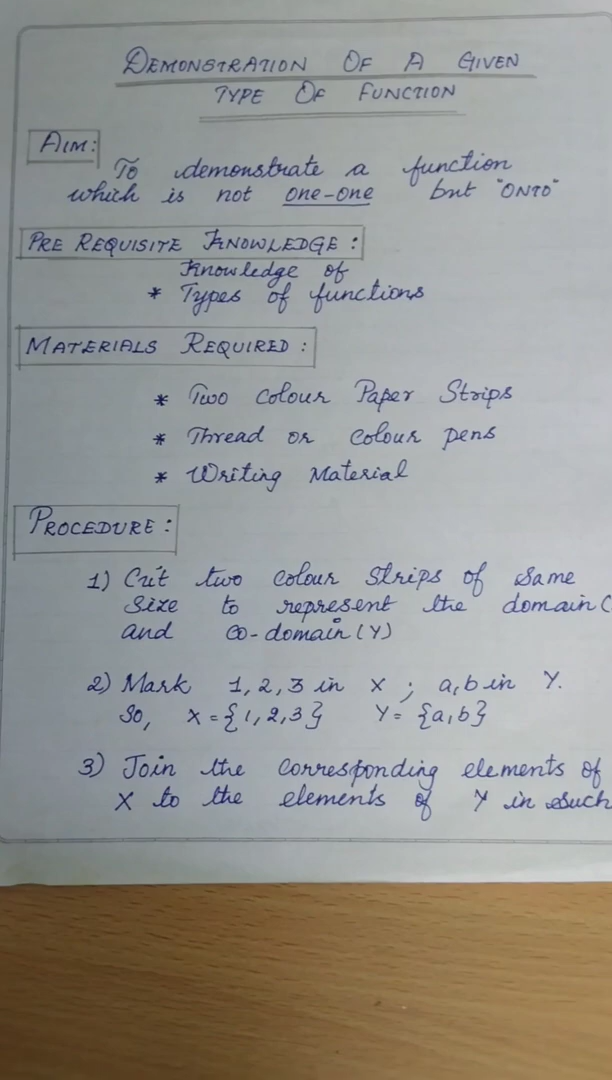 DEMONSTRATION OF A GIVEN
TYPE OF FUNCTION
AIM:
To demonstrate a function
which is not one-one but "ONTO"
PRE REQUISITE KNOWLEDGE:
Knowledge of
* Types of functions
MATERIALS REQUIRED:
* Two Colour Paper Strips
* Thread or colour pens
* Writing Material
PROCEDURE:
1) Cut two colour strips of same
size to represent the domain(
and co-domain(Y)
2) Mark 1,2,3 in X ; a,b in Y.
So, X={1,2,3} Y={a,b}
3) Join the corresponding elements of
X to the elements of Y in such